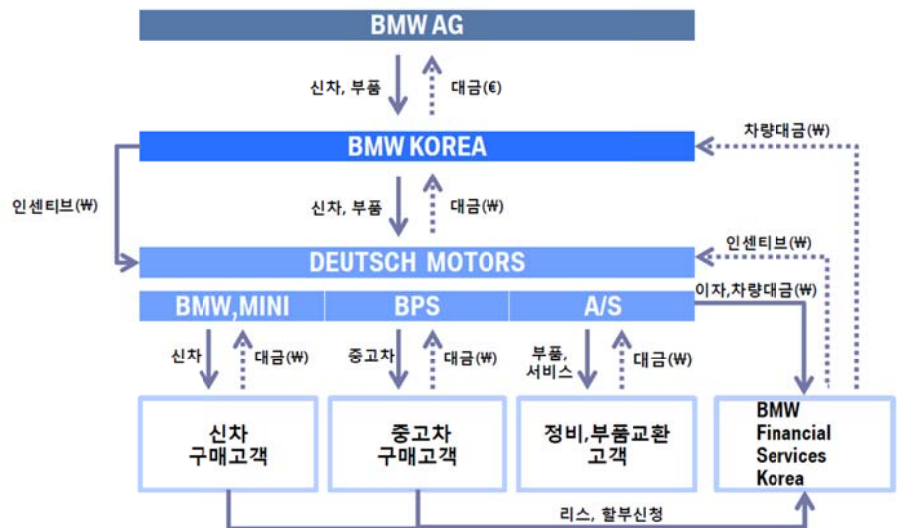 BMW AG
신차, 부품
대금(€)
BMW KOREA
차량대금(₩)
인센티브(₩)
신차, 부품
대금(₩)
인센티브(₩)
DEUTSCH MOTORS
이자,차량대금(₩)
BMW,MINI
BPS
A/S
신차
대금(₩)
중고차
대금(₩)
부품,
서비스
대금(₩)
신차
구매고객
중고차
구매고객
정비,부품교환
고객
BMW
Financial
Services
Korea
리스, 할부신청